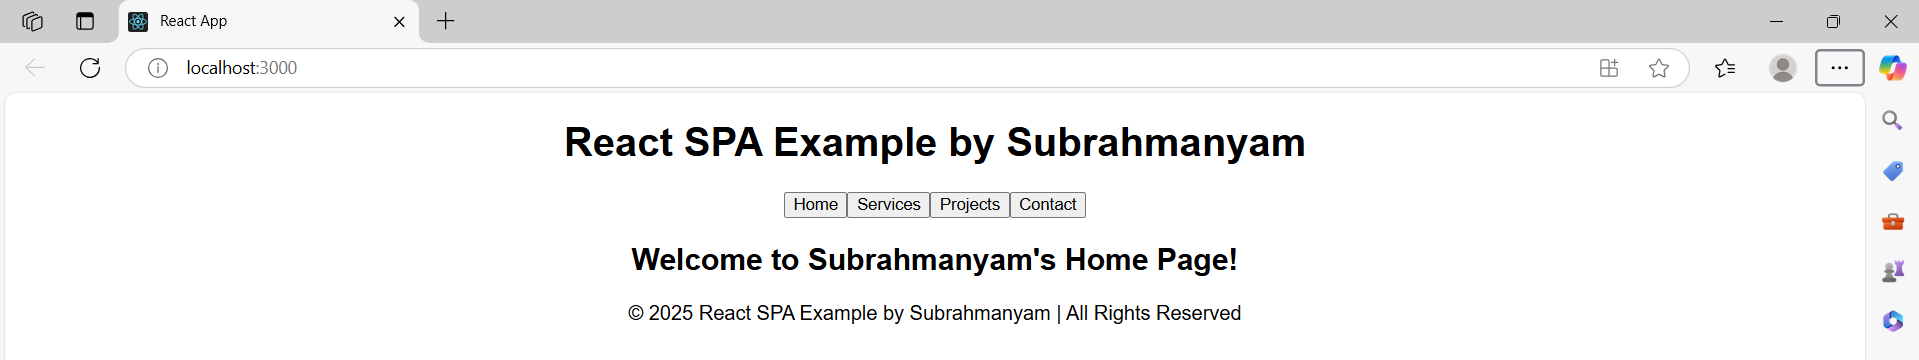 React App
localhost:3000
React SPA Example by Subrahmanyam
Home Services Projects Contact
Welcome to Subrahmanyam's Home Page!
© 2025 React SPA Example by Subrahmanyam | All Rights Reserved